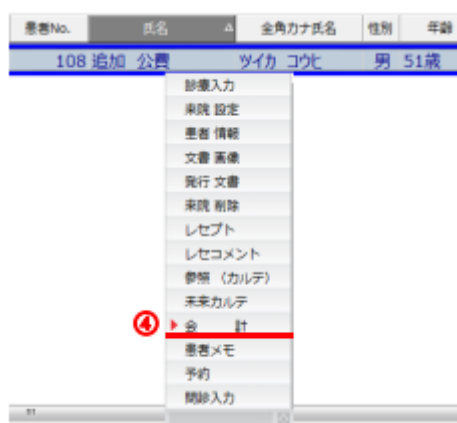 患者No. 氏名 △ 全角カナ氏名 性別 年齢
108 追加 公費 ツイカ コウヒ 男 51歳
診療入力
来院 設定
患者 情報
文書 画像
発行 文書
来院 削除
レセプト
レセコメント
参照 (カルテ)
未来カルテ
④ 会 計
患者メモ
予約
問診入力